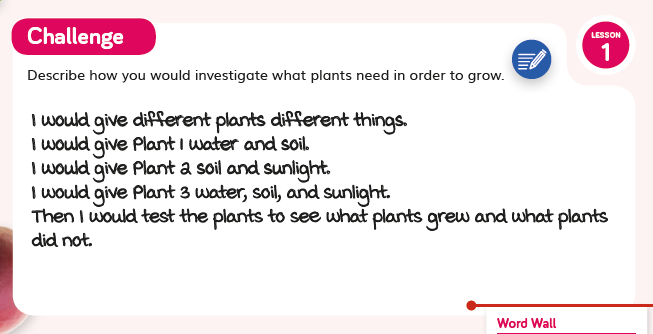 Challenge
LESSON
1
Describe how you would investigate what plants need in order to grow.
I would give different plants different things.
I would give Plant 1 water and soil.
I would give Plant 2 soil and sunlight.
I would give Plant 3 water, soil, and sunlight.
Then I would test the plants to see what plants grew and what plants
did not.
Word Wall